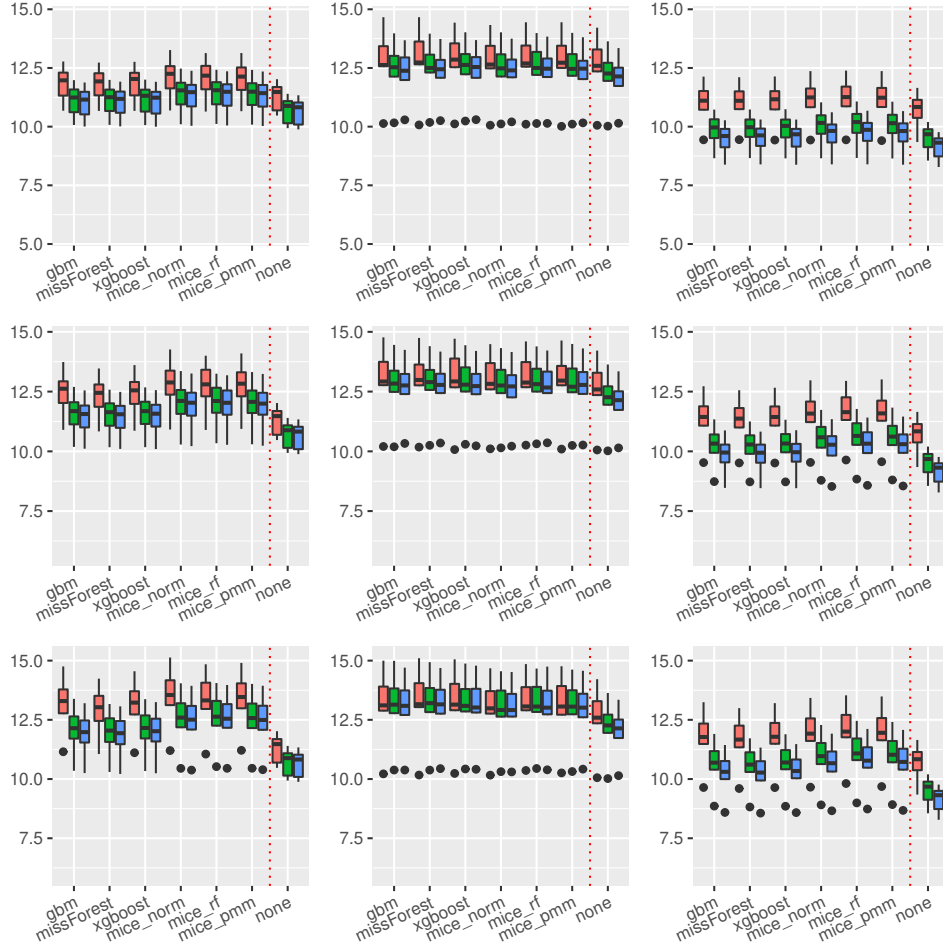 15.0
12.5
10.0
7.5
5.0
gbm
missForest
xgboost
mice_norm
mice_rf
mice_pmm
none
15.0
12.5
10.0
7.5
5.0
gbm
missForest
xgboost
mice_norm
mice_rf
mice_pmm
none
15.0
12.5
10.0
7.5
5.0
gbm
missForest
xgboost
mice_norm
mice_rf
mice_pmm
none
15.0
12.5
10.0
7.5
gbm
missForest
xgboost
mice_norm
mice_rf
mice_pmm
none
15.0
12.5
10.0
7.5
gbm
missForest
xgboost
mice_norm
mice_rf
mice_pmm
none
15.0
12.5
10.0
7.5
gbm
missForest
xgboost
mice_norm
mice_rf
mice_pmm
none
15.0
12.5
10.0
7.5
gbm
missForest
xgboost
mice_norm
mice_rf
mice_pmm
none
15.0
12.5
10.0
7.5
gbm
missForest
xgboost
mice_norm
mice_rf
mice_pmm
none
15.0
12.5
10.0
7.5
gbm
missForest
xgboost
mice_norm
mice_rf
mice_pmm
none